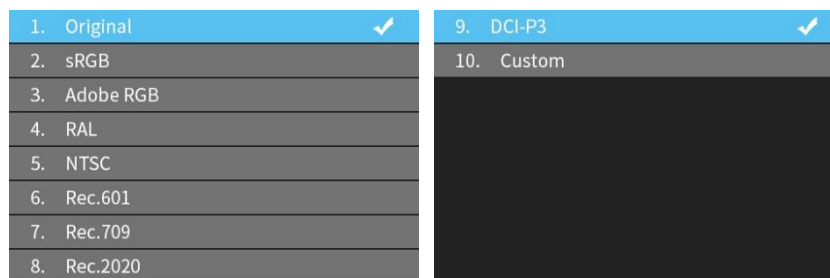 1. Original
2. sRGB
3. Adobe RGB
4. RAL
5. NTSC
6. Rec.601
7. Rec.709
8. Rec.2020
9. DCI-P3
10. Custom